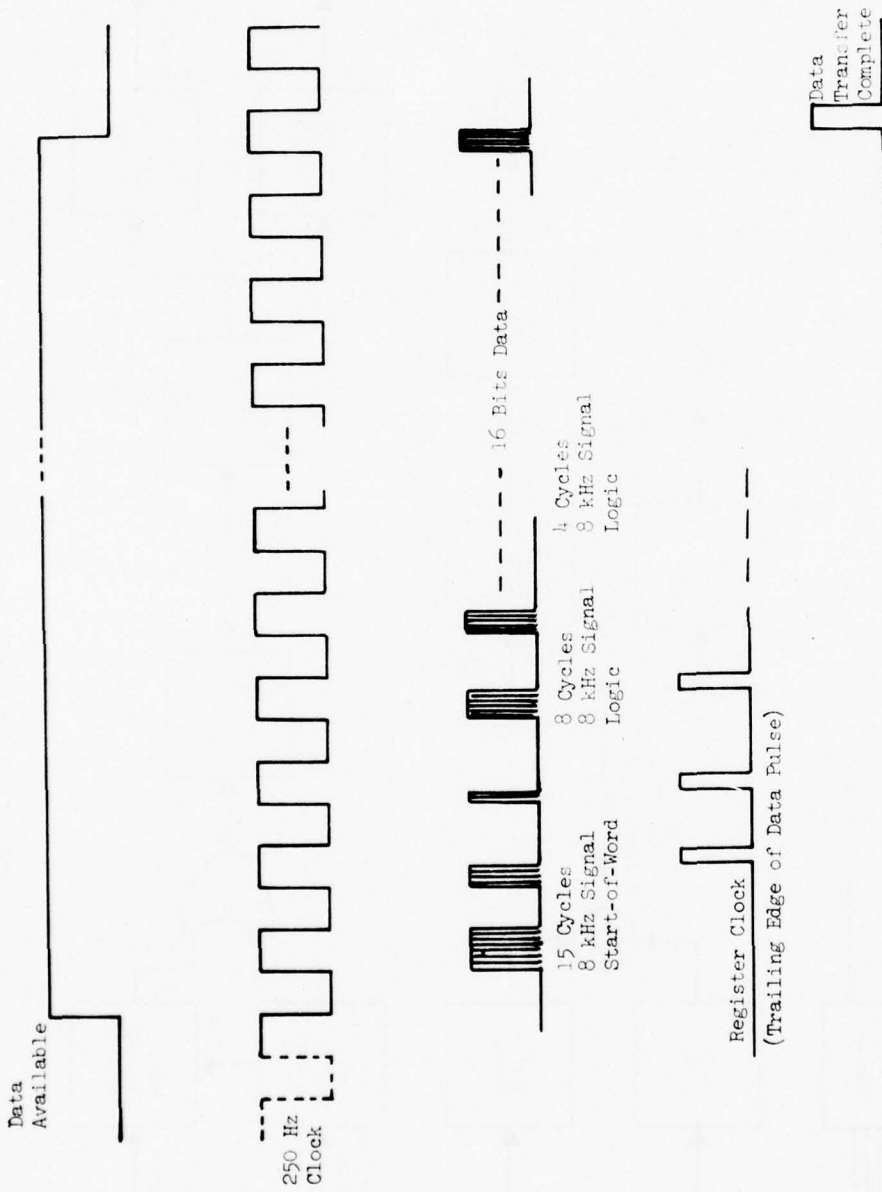 Data
Available
250 Hz
Clock
15 Cycles
8 kHz Signal
Start-of-Word
8 Cycles
8 kHz Signal
Logic
4 Cycles
8 kHz Signal
Logic
16 Bits Data
Register Clock
(Trailing Edge of Data Pulse)
Data
Transfer
Complete